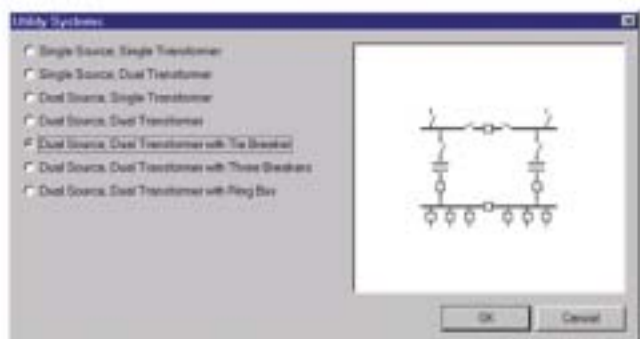 Utility Systems
Single Source, Single Transformer
Single Source, Dual Transformer
Dual Source, Single Transformer
Dual Source, Dual Transformer
Dual Source, Dual Transformer with Tie Breaker
Dual Source, Dual Transformer with Three Breakers
Dual Source, Dual Transformer with Ring Bus
OK
Cancel